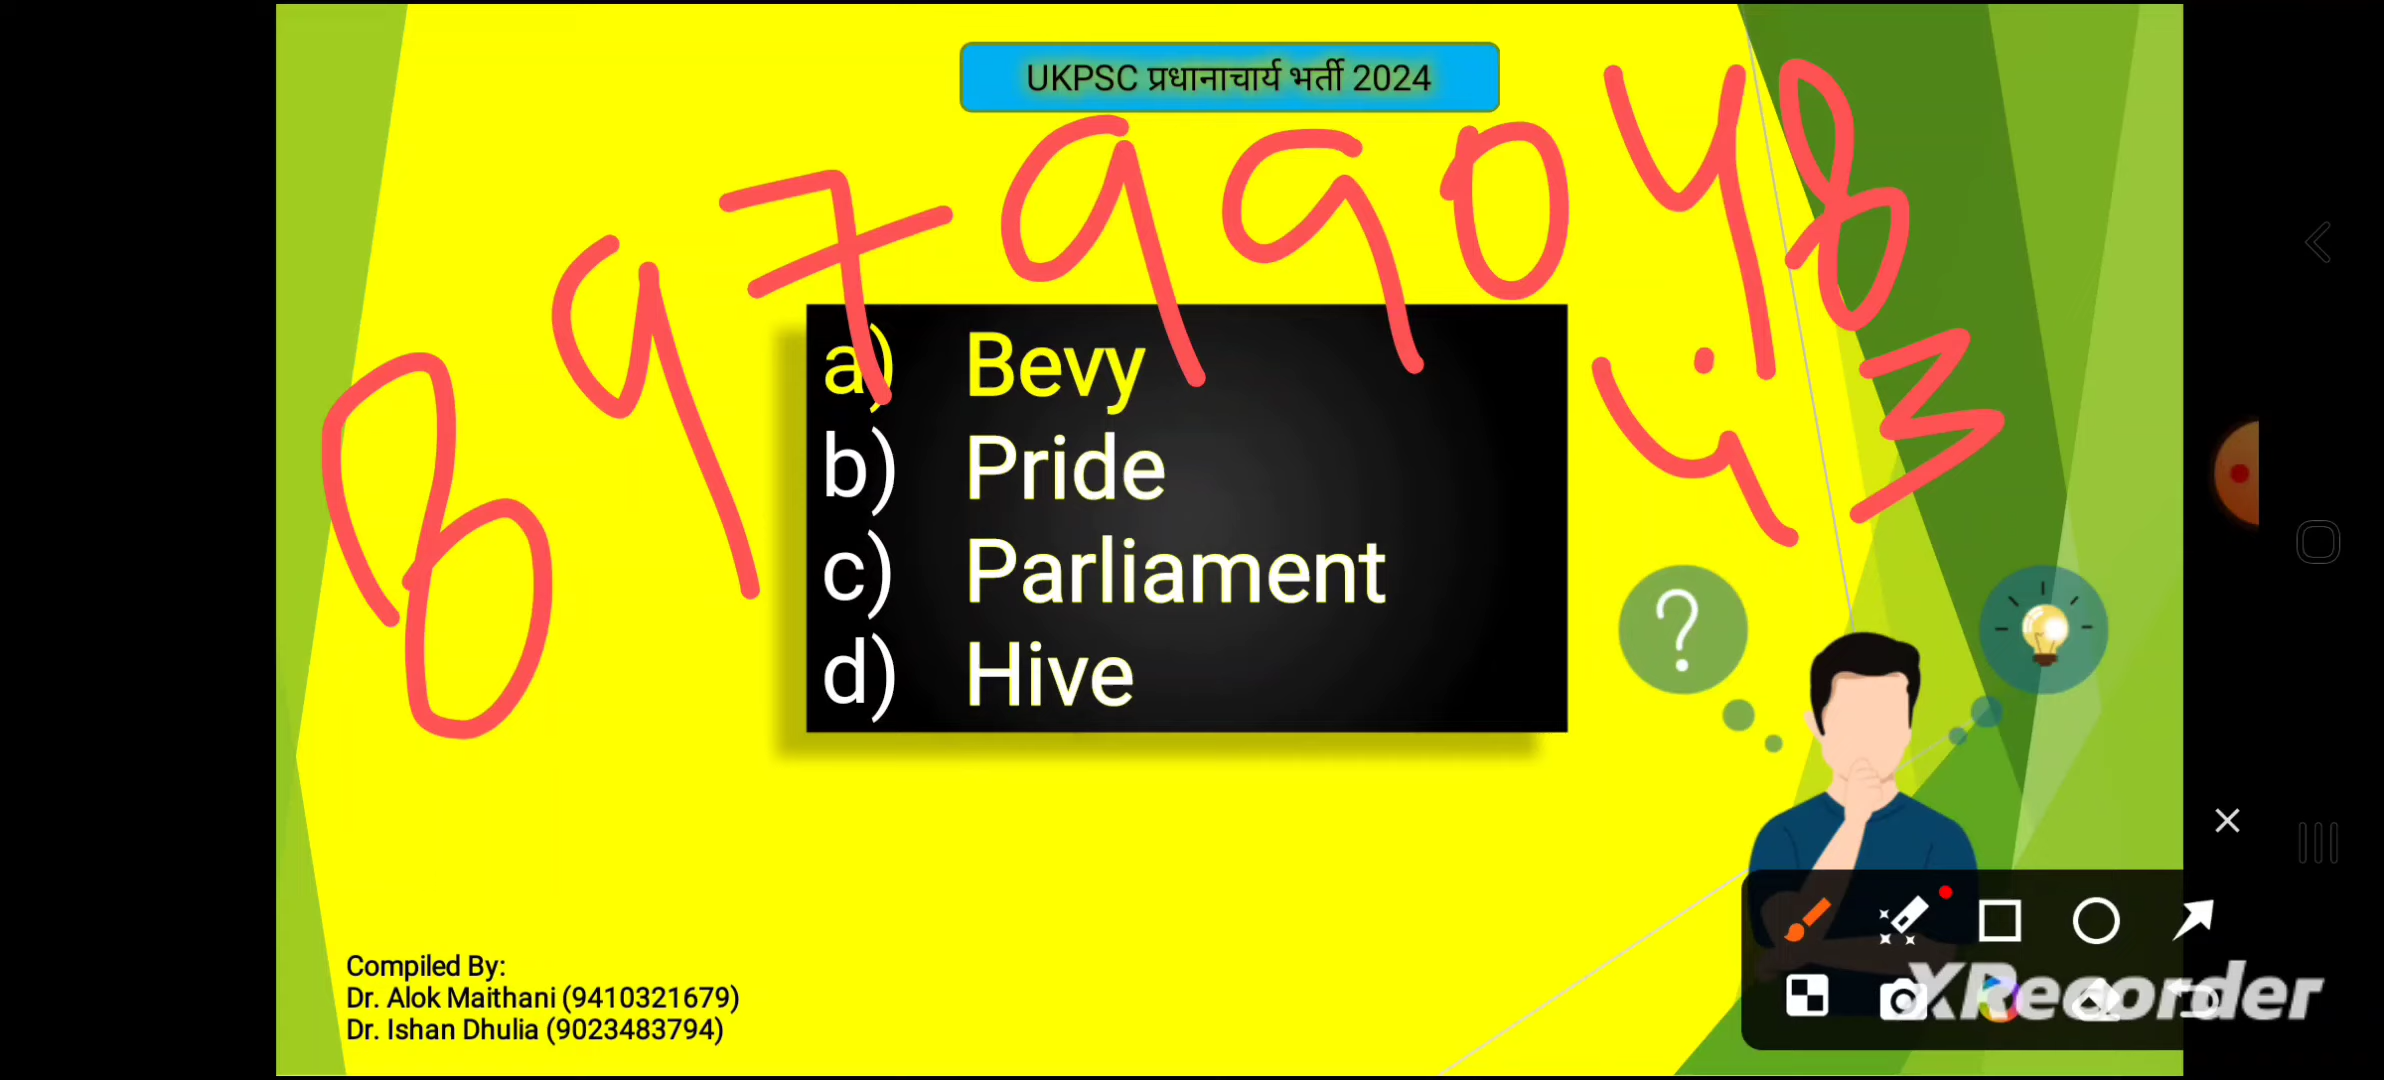 UKPSC प्रधानाचार्य भर्ती 2024
8979904843
a) Bevy
b) Pride
c) Parliament
d) Hive
?
Compiled By:
Dr. Alok Maithani (9410321679)
Dr. Ishan Dhulia (9023483794)
XRecorder